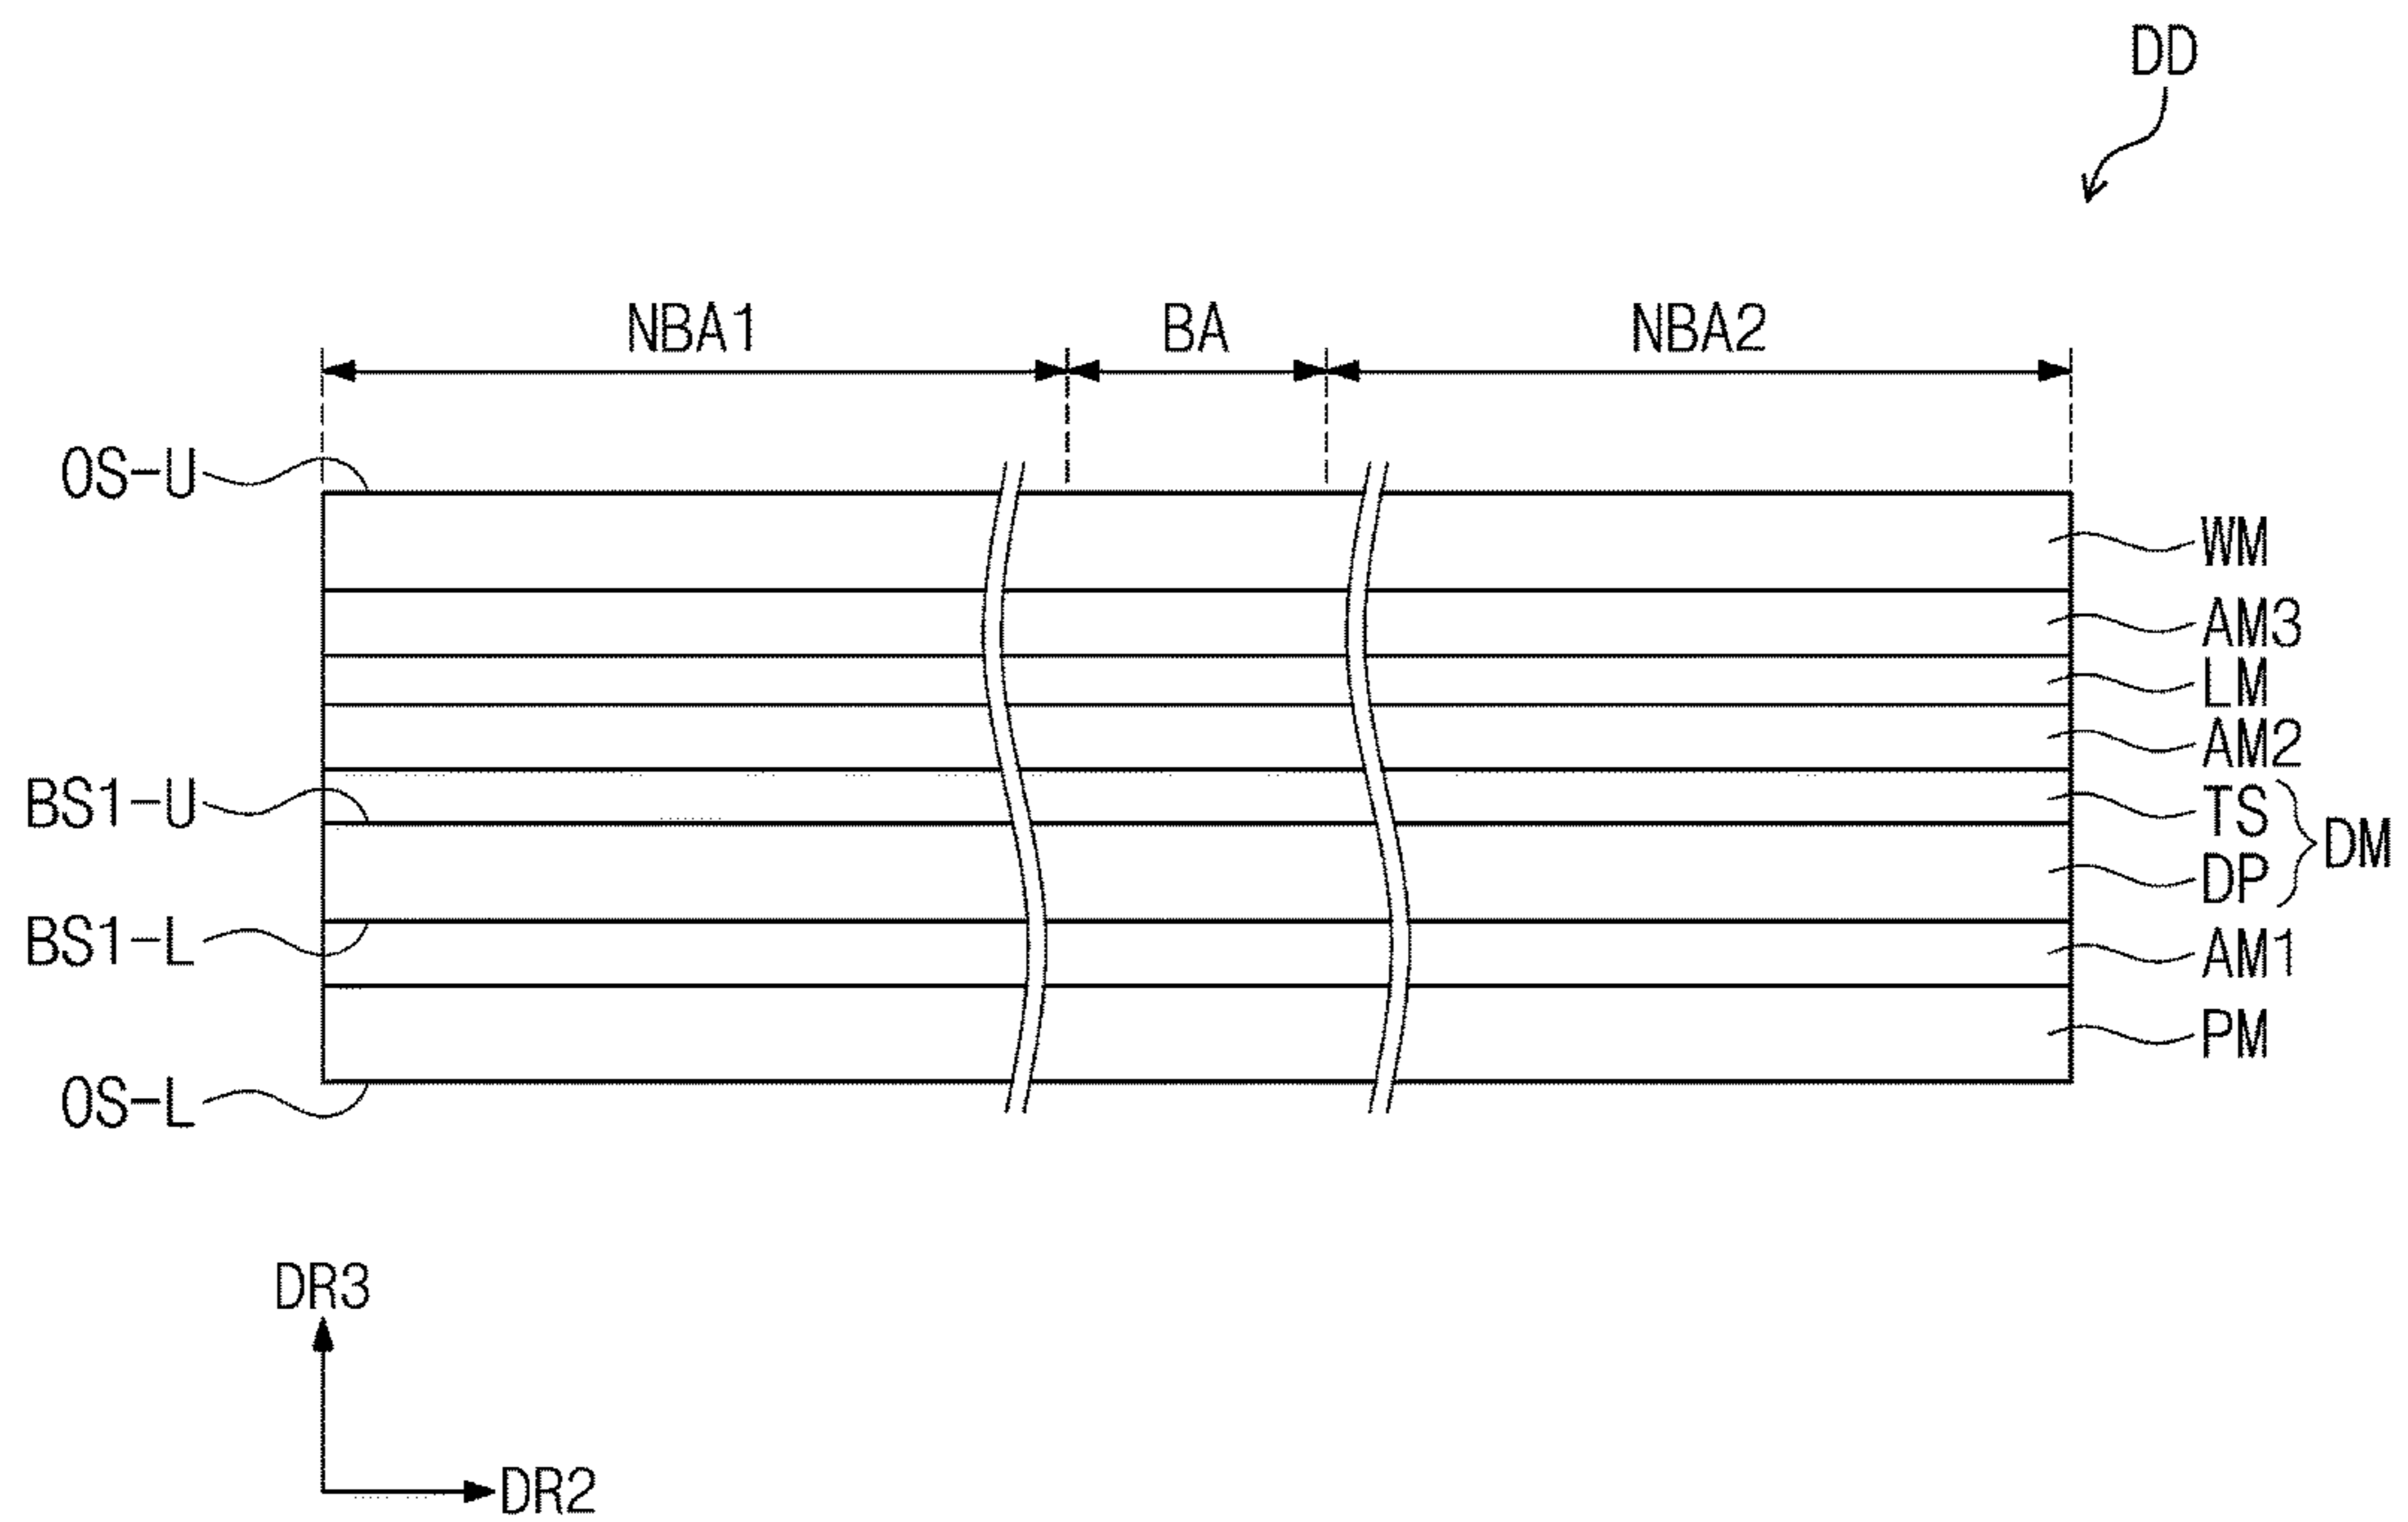 DD
NBA1 BA NBA2
OS-U
WM
AM3
LM
AM2
BS1-U
TS
DM
DP
BS1-L
AM1
PM
OS-L
DR3
DR2